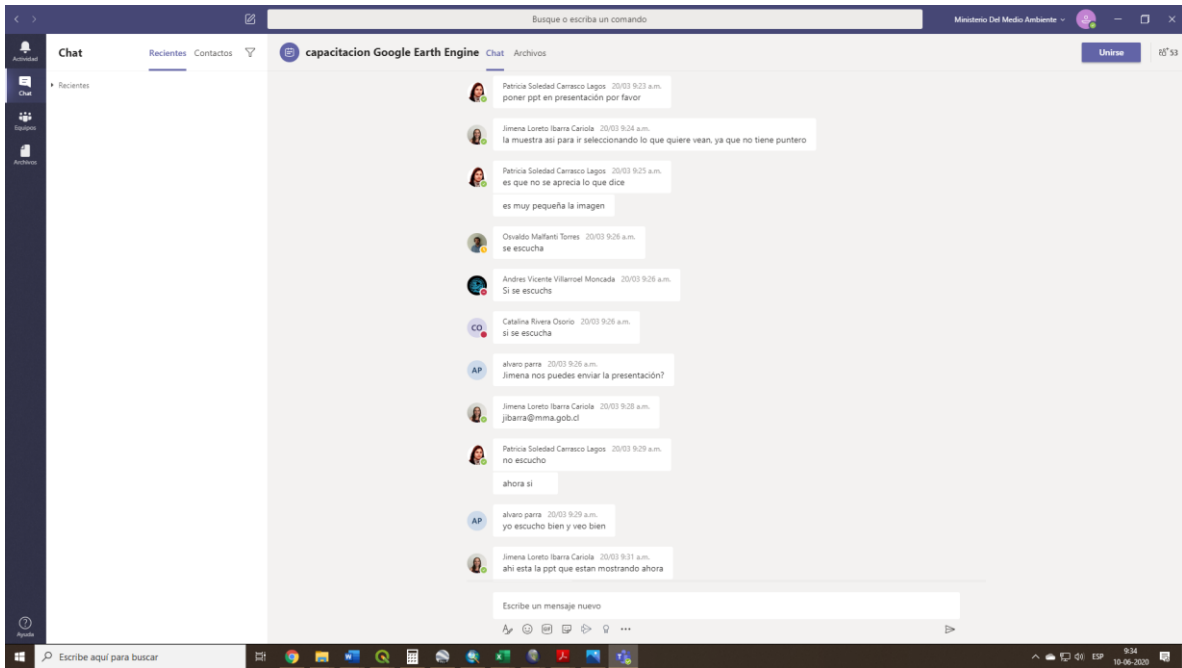 Busque o escriba un comando
Ministerio Del Medio Ambiente
Actividad
Chat
Equipos
Archivos
Ayuda
Chat
Recientes Contactos
Recientes
capacitacion Google Earth Engine Chat Archivos
Unirse
53
Patricia Soledad Carrasco Lagos 20/03 9:23 a.m.
poner ppt en presentación por favor
Jimena Loreto Ibarra Cariola 20/03 9:24 a.m.
la muestra asi para ir seleccionando lo que quiere vean, ya que no tiene puntero
Patricia Soledad Carrasco Lagos 20/03 9:25 a.m.
es que no se aprecia lo que dice
es muy pequeña la imagen
Osvaldo Malfanti Torres 20/03 9:26 a.m.
se escucha
Andres Vicente Villarroel Moncada 20/03 9:26 a.m.
Si se escuchs
CO
Catalina Rivera Osorio 20/03 9:26 a.m.
si se escucha
AP
alvaro parra 20/03 9:26 a.m.
Jimena nos puedes enviar la presentación?
Jimena Loreto Ibarra Cariola 20/03 9:28 a.m.
jibarra@mma.gob.cl
Patricia Soledad Carrasco Lagos 20/03 9:29 a.m.
no escucho
ahora si
AP
alvaro parra 20/03 9:29 a.m.
yo escucho bien y veo bien
Jimena Loreto Ibarra Cariola 20/03 9:31 a.m.
ahi esta la ppt que estan mostrando ahora
Escribe un mensaje nuevo
Escribe aquí para buscar
ESP
9:34
10-06-2020